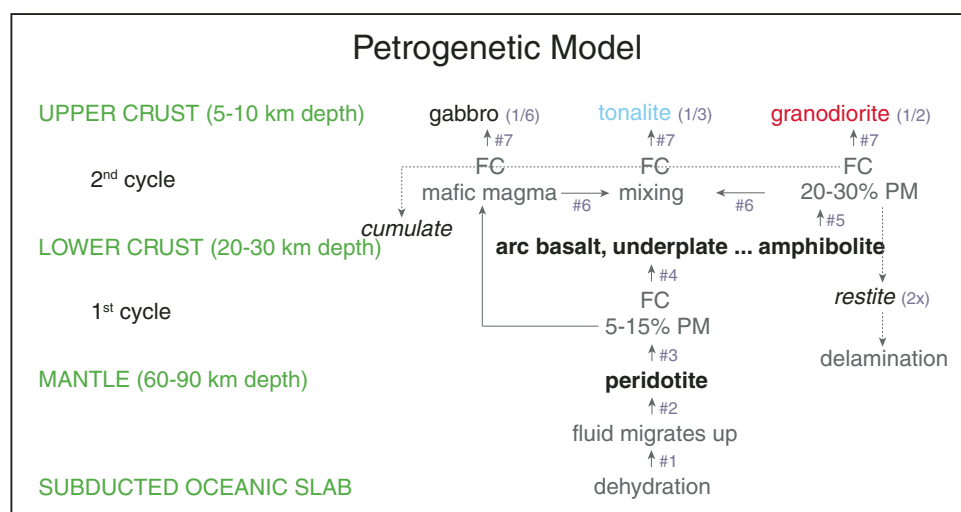 Petrogenetic Model
UPPER CRUST (5-10 km depth) gabbro (1/6) tonalite (1/3) granodiorite (1/2)
#7 #7 #7
FC FC FC
2nd cycle mafic magma mixing 20-30% PM
#6 #6
cumulate #5
LOWER CRUST (20-30 km depth) arc basalt, underplate ... amphibolite
#4
FC restite (2x)
1st cycle 5-15% PM
#3 delamination
MANTLE (60-90 km depth) peridotite
#2
fluid migrates up
#1
SUBDUCTED OCEANIC SLAB dehydration